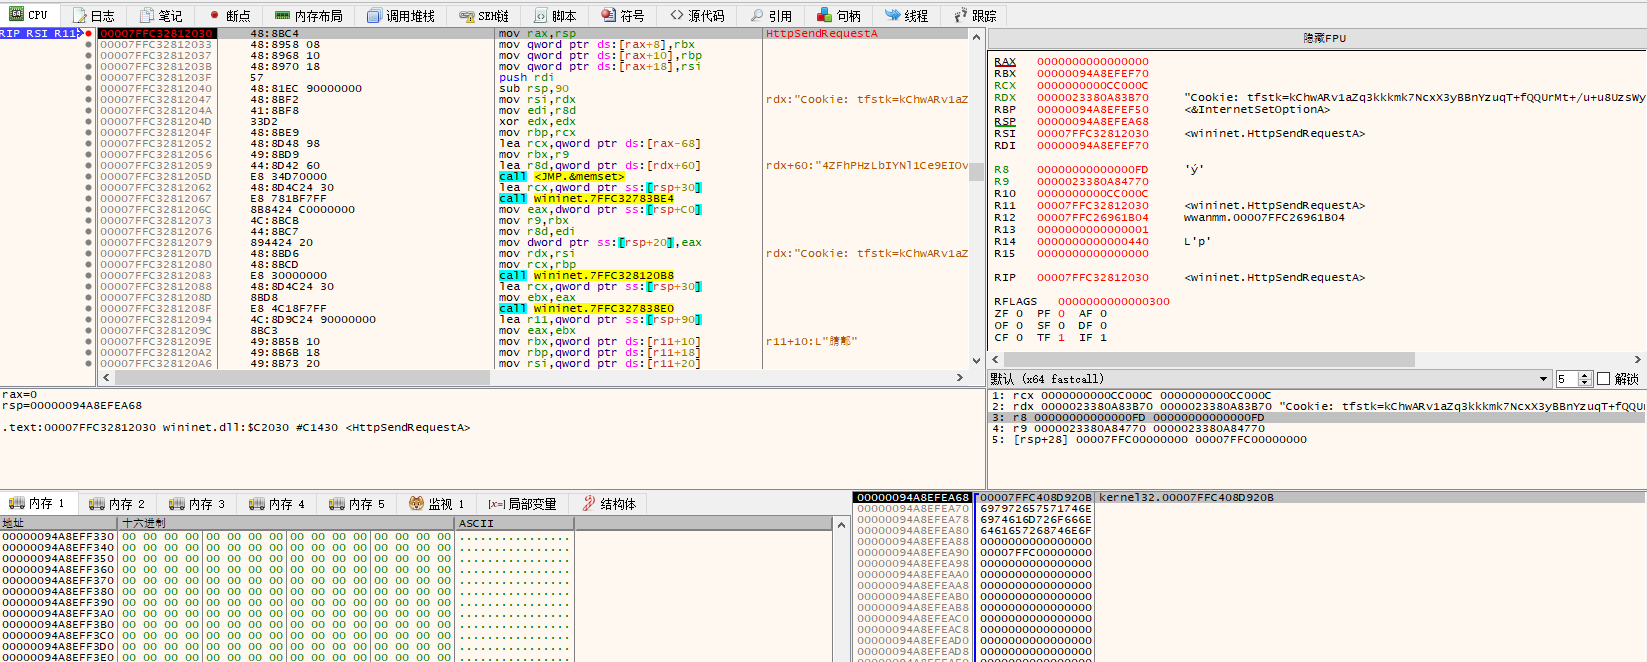 CPU 日志 笔记 断点 内存布局 调用堆栈 SEH链 脚本 符号 源代码 引用 句柄 线程 跟踪
RIP RSI R11
00007FFC32812030 48:8BC4 mov rax,rsp HttpSendRequestA
00007FFC32812033 48:8958 08 mov qword ptr ds:[rax+8],rbx
00007FFC32812037 48:8968 10 mov qword ptr ds:[rax+10],rbp
00007FFC3281203B 48:8970 18 mov qword ptr ds:[rax+18],rsi
00007FFC3281203F 57 push rdi
00007FFC32812040 48:81EC 90000000 sub rsp,90
00007FFC32812047 48:8BF2 mov rsi,rdx rdx:"Cookie: tfstk=kChwARv1aZ
00007FFC3281204A 41:8BF8 mov edi,r8d
00007FFC3281204D 33D2 xor edx,edx
00007FFC3281204F 48:8BE9 mov rbp,rcx
00007FFC32812052 48:8D48 98 lea rcx,qword ptr ds:[rax-68]
00007FFC32812056 49:8BD9 mov rbx,r9
00007FFC32812059 44:8D42 60 lea r8d,qword ptr ds:[rdx+60] rdx+60:"4ZFhPHzLbIYNl1Ce9EIOv
00007FFC3281205D E8 34D70000 call <JMP.&memset>
00007FFC32812062 48:8D4C24 30 lea rcx,qword ptr ss:[rsp+30]
00007FFC32812067 E8 781BF7FF call wininet.7FFC32783BE4
00007FFC3281206C 8B8424 C0000000 mov eax,dword ptr ss:[rsp+C0]
00007FFC32812073 4C:8BCB mov r9,rbx
00007FFC32812076 44:8BC7 mov r8d,edi
00007FFC32812079 894424 20 mov dword ptr ss:[rsp+20],eax
00007FFC3281207D 48:8BD6 mov rdx,rsi rdx:"Cookie: tfstk=kChwARv1aZ
00007FFC32812080 48:8BCD mov rcx,rbp
00007FFC32812083 E8 30000000 call wininet.7FFC328120B8
00007FFC32812088 48:8D4C24 30 lea rcx,qword ptr ss:[rsp+30]
00007FFC3281208D 8BD8 mov ebx,eax
00007FFC3281208F E8 4C18F7FF call wininet.7FFC327838E0
00007FFC32812094 4C:8D9C24 90000000 lea r11,qword ptr ss:[rsp+90]
00007FFC3281209C 8BC3 mov eax,ebx
00007FFC3281209E 49:8B5B 10 mov rbx,qword ptr ds:[r11+10]
00007FFC328120A2 49:8B6B 18 mov rbp,qword ptr ds:[r11+18]
00007FFC328120A6 49:8B73 20 mov rsi,qword ptr ds:[r11+20]
隐藏FPU
RAX 0000000000000000
RBX 00000094A8EFEF70
RCX 0000000000CC000C
RDX 0000023380A83B70 "Cookie: tfstk=kChwARv1aZq3kkkmk7NcxX3yBBnYzuqT+fQQUrMt+/u+u8UzsWy
RBP 00000094A8EFEF50 <&InternetSetOptionA>
RSP 00000094A8EFEA68
RSI 00007FFC32812030 <wininet.HttpSendRequestA>
RDI 00000094A8EFEF70
R8 00000000000000FD 'ý'
R9 0000023380A84770
R10 0000000000CC000C
R11 00007FFC32812030 <wininet.HttpSendRequestA>
R12 00007FFC26961B04 wwanmm.00007FFC26961B04
R13 0000000000000001
R14 0000000000000440 L'р'
R15 0000000000000000
RIP 00007FFC32812030 <wininet.HttpSendRequestA>
RFLAGS 0000000000000300
ZF 0 PF 0 AF 0
OF 0 SF 0 DF 0
CF 0 TF 1 IF 1
默认 (x64 fastcall) 5 解锁
1: rcx 0000000000CC000C 0000000000CC000C
2: rdx 0000023380A83B70 0000023380A83B70 "Cookie: tfstk=kChwARv1aZq3kkkmk7NcxX3yBBnYzuqT+fQQU
3: r8 00000000000000FD 00000000000000FD
4: r9 0000023380A84770 0000023380A84770
5: [rsp+28] 00007FFC00000000 00007FFC00000000
rax=0
rsp=00000094A8EFEA68
.text:00007FFC32812030 wininet.dll:$C2030 #C1430 <HttpSendRequestA>
内存 1 内存 2 内存 3 内存 4 内存 5 监视 1 [x=] 局部变量 结构体
地址 十六进制 ASCII
00000094A8EFF330 00 00 00 00 00 00 00 00 00 00 00 00 00 00 00 00 ................
00000094A8EFF340 00 00 00 00 00 00 00 00 00 00 00 00 00 00 00 00 ................
00000094A8EFF350 00 00 00 00 00 00 00 00 00 00 00 00 00 00 00 00 ................
00000094A8EFF360 00 00 00 00 00 00 00 00 00 00 00 00 00 00 00 00 ................
00000094A8EFF370 00 00 00 00 00 00 00 00 00 00 00 00 00 00 00 00 ................
00000094A8EFF380 00 00 00 00 00 00 00 00 00 00 00 00 00 00 00 00 ................
00000094A8EFF390 00 00 00 00 00 00 00 00 00 00 00 00 00 00 00 00 ................
00000094A8EFF3A0 00 00 00 00 00 00 00 00 00 00 00 00 00 00 00 00 ................
00000094A8EFF3B0 00 00 00 00 00 00 00 00 00 00 00 00 00 00 00 00 ................
00000094A8EFF3C0 00 00 00 00 00 00 00 00 00 00 00 00 00 00 00 00 ................
00000094A8EFF3D0 00 00 00 00 00 00 00 00 00 00 00 00 00 00 00 00 ................
00000094A8EFF3E0 00 00 00 00 00 00 00 00 00 00 00 00 00 00 00 00 ................
00000094A8EFEA68 00007FFC408D920B kernel32.00007FFC408D920B
00000094A8EFEA70 697972657571746E
00000094A8EFEA78 6974616D726F666E
00000094A8EFEA80 6461657268746E6F
00000094A8EFEA88 0000000000000000
00000094A8EFEA90 00007FFC00000000
00000094A8EFEA98 0000000000000000
00000094A8EFEAA0 0000000000000000
00000094A8EFEAA8 0000000000000000
00000094A8EFEAB0 0000000000000000
00000094A8EFEAB8 0000000000000000
00000094A8EFEAC0 0000000000000000
00000094A8EFEAC8 0000000000000000
00000094A8EFEAD0 0000000000000000
00000094A8EFEAD8 0000000000000000